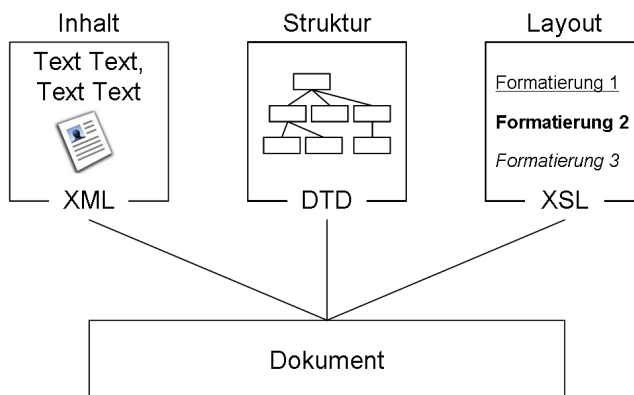 Inhalt
Text Text,
Text Text
XML
Struktur
DTD
Layout
Formatierung 1
Formatierung 2
Formatierung 3
XSL
Dokument